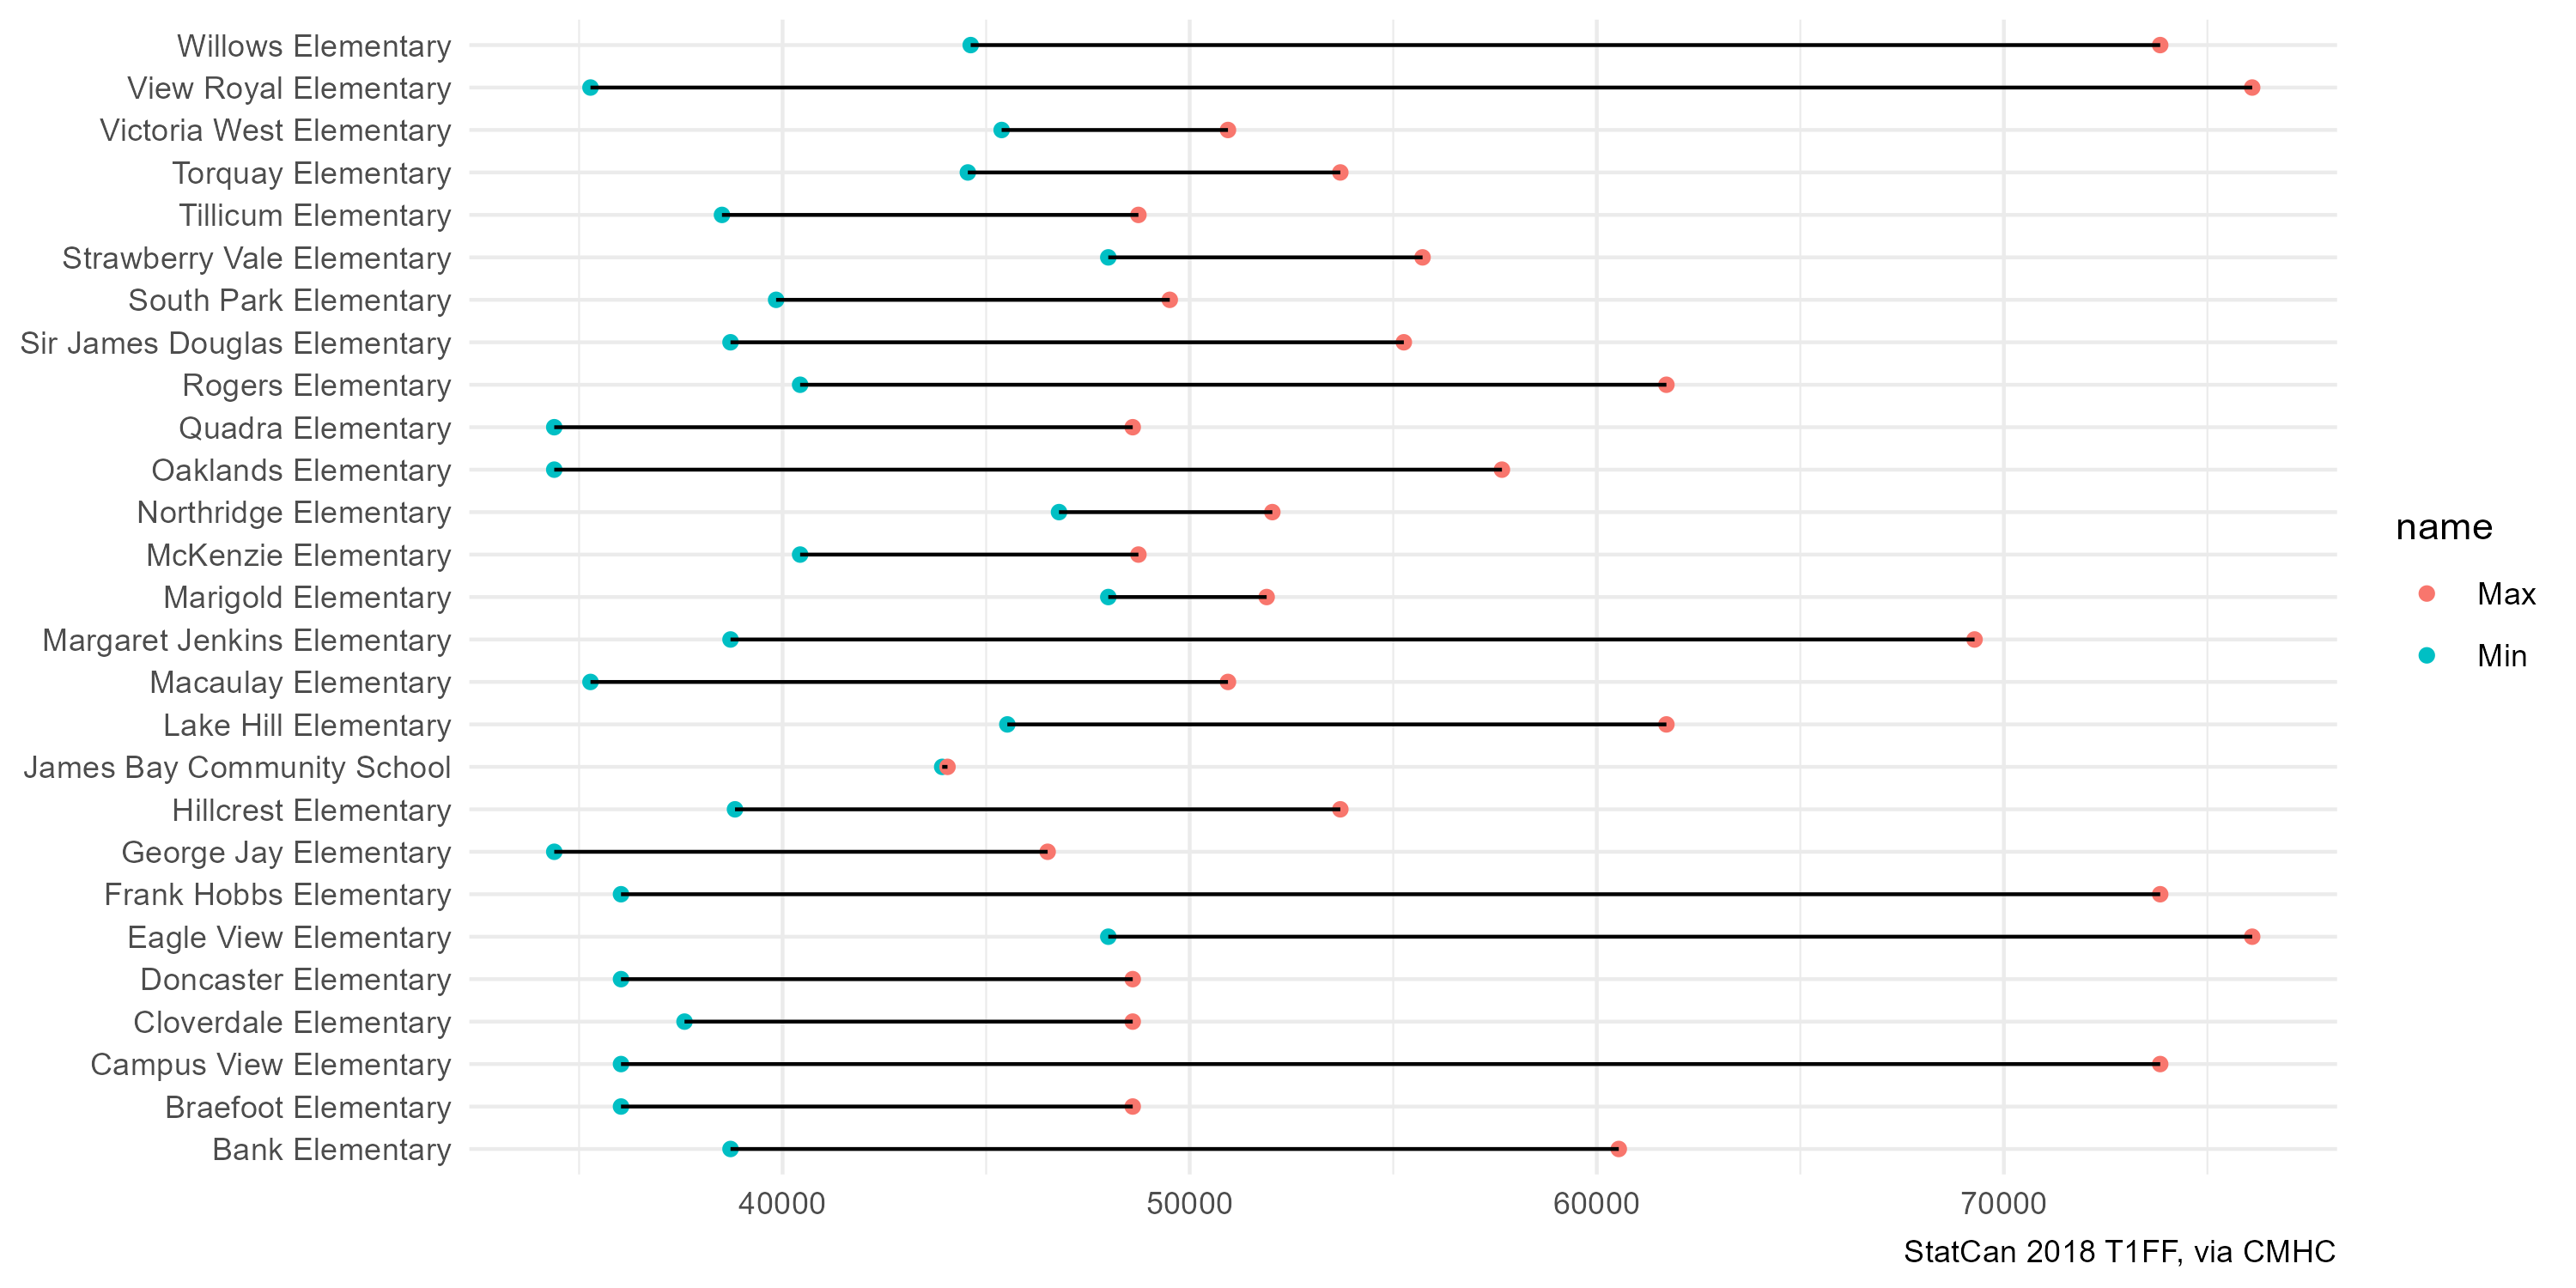 Willows Elementary
View Royal Elementary
Victoria West Elementary
Torquay Elementary
Tillicum Elementary
Strawberry Vale Elementary
South Park Elementary
Sir James Douglas Elementary
Rogers Elementary
Quadra Elementary
Oaklands Elementary
Northridge Elementary
McKenzie Elementary
Marigold Elementary
Margaret Jenkins Elementary
Macaulay Elementary
Lake Hill Elementary
James Bay Community School
Hillcrest Elementary
George Jay Elementary
Frank Hobbs Elementary
Eagle View Elementary
Doncaster Elementary
Cloverdale Elementary
Campus View Elementary
Braefoot Elementary
Bank Elementary
40000 50000 60000 70000
StatCan 2018 T1FF, via CMHC
name
Max
Min